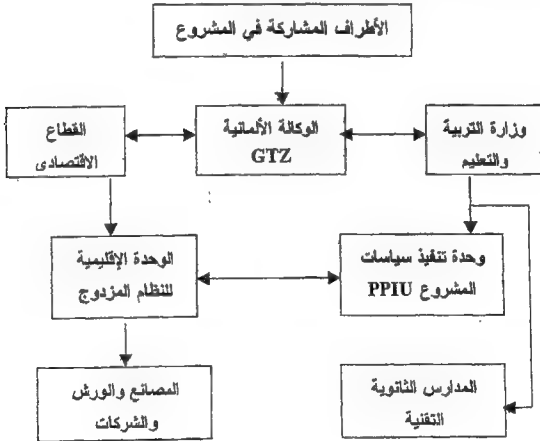 الأطراف المشاركة في المشروع
وزارة التربية
والتعليم
الوكالة الألمانية
GTZ
القطاع
الاقتصادى
وحدة تنفيذ سياسات
المشروع PPIU
الوحدة الإقليمية
للنظام المزدوج
المدارس الثانوية
التقنية
المصانع والورش
والشركات